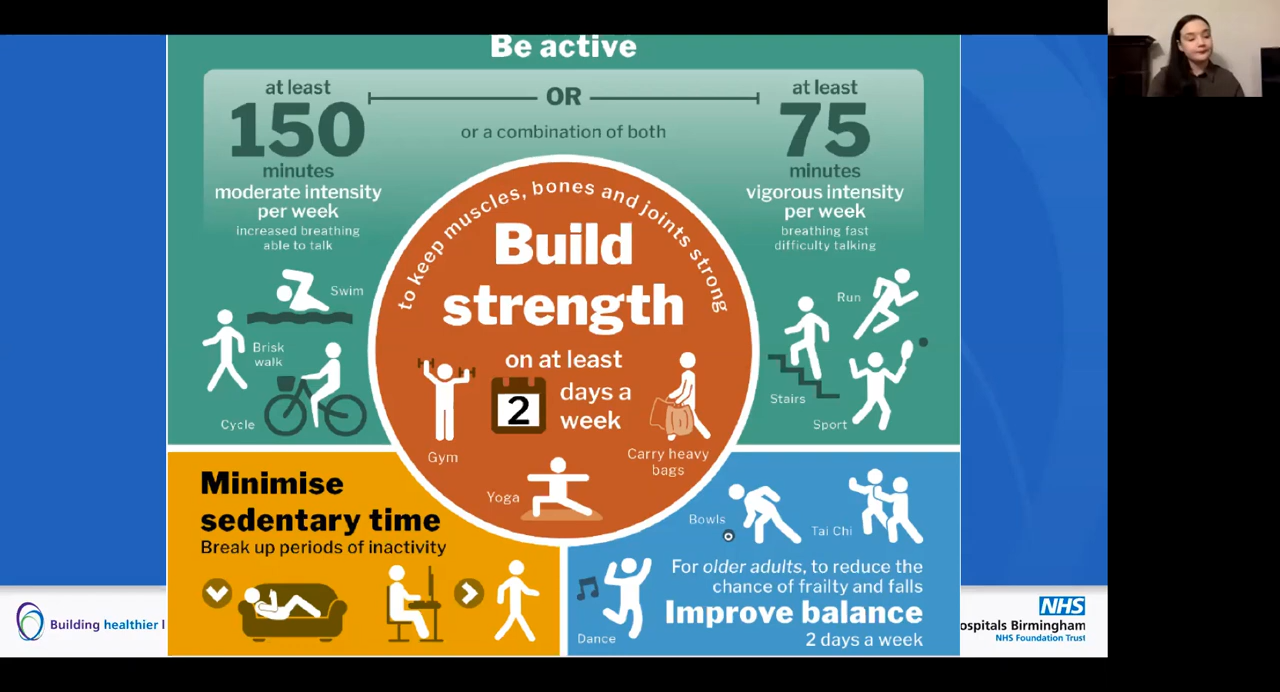 Be active
at least
150
minutes
moderate intensity
per week
increased breathing
able to talk
OR
or a combination of both
at least
75
minutes
vigorous intensity
per week
breathing fast
difficulty talking
Swim
Brisk
walk
Cycle
to keep muscles, bones and joints strong
Build
strength
on at least
2
days a
week
Gym
Carry heavy
bags
Yoga
Run
Stairs
Sport
Minimise
sedentary time
Break up periods of inactivity
Bowls
Tai Chi
Dance
For older adults, to reduce the
chance of frailty and falls
Improve balance
2 days a week
Building healthier l
NHS
ospitals Birmingham
NHS Foundation Trust